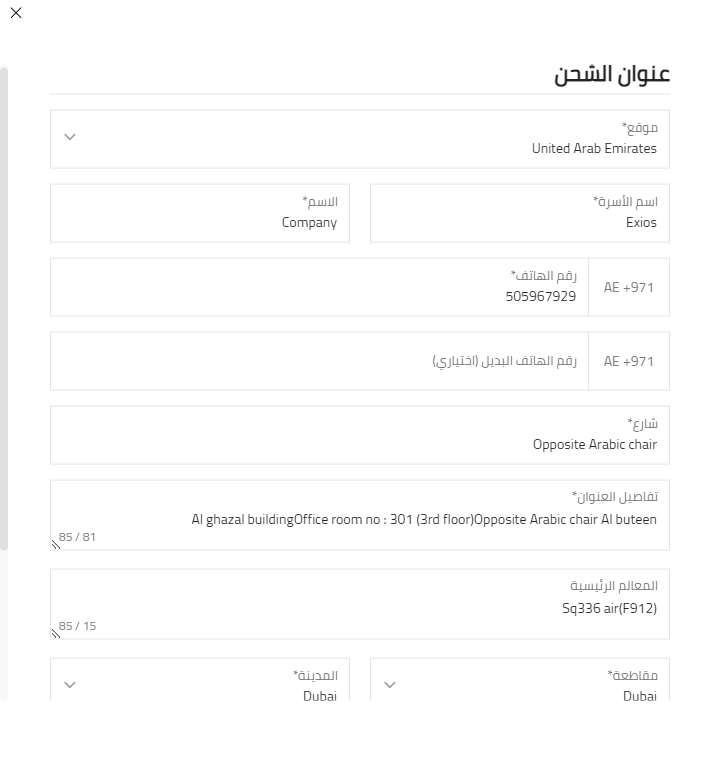 عنوان الشحن
موقع*
United Arab Emirates
اسم الأسرة*
Exios
الاسم*
Company
AE +971
رقم الهاتف*
505967929
AE +971
رقم الهاتف البديل (اختياري)
شارع*
Opposite Arabic chair
تفاصيل العنوان*
Al ghazal buildingOffice room no : 301 (3rd floor)Opposite Arabic chair Al buteen
85 / 81
المعالم الرئيسية
Sq336 air(F912)
85 / 15
مقاطعة*
Dubai
المدينة*
Dubai